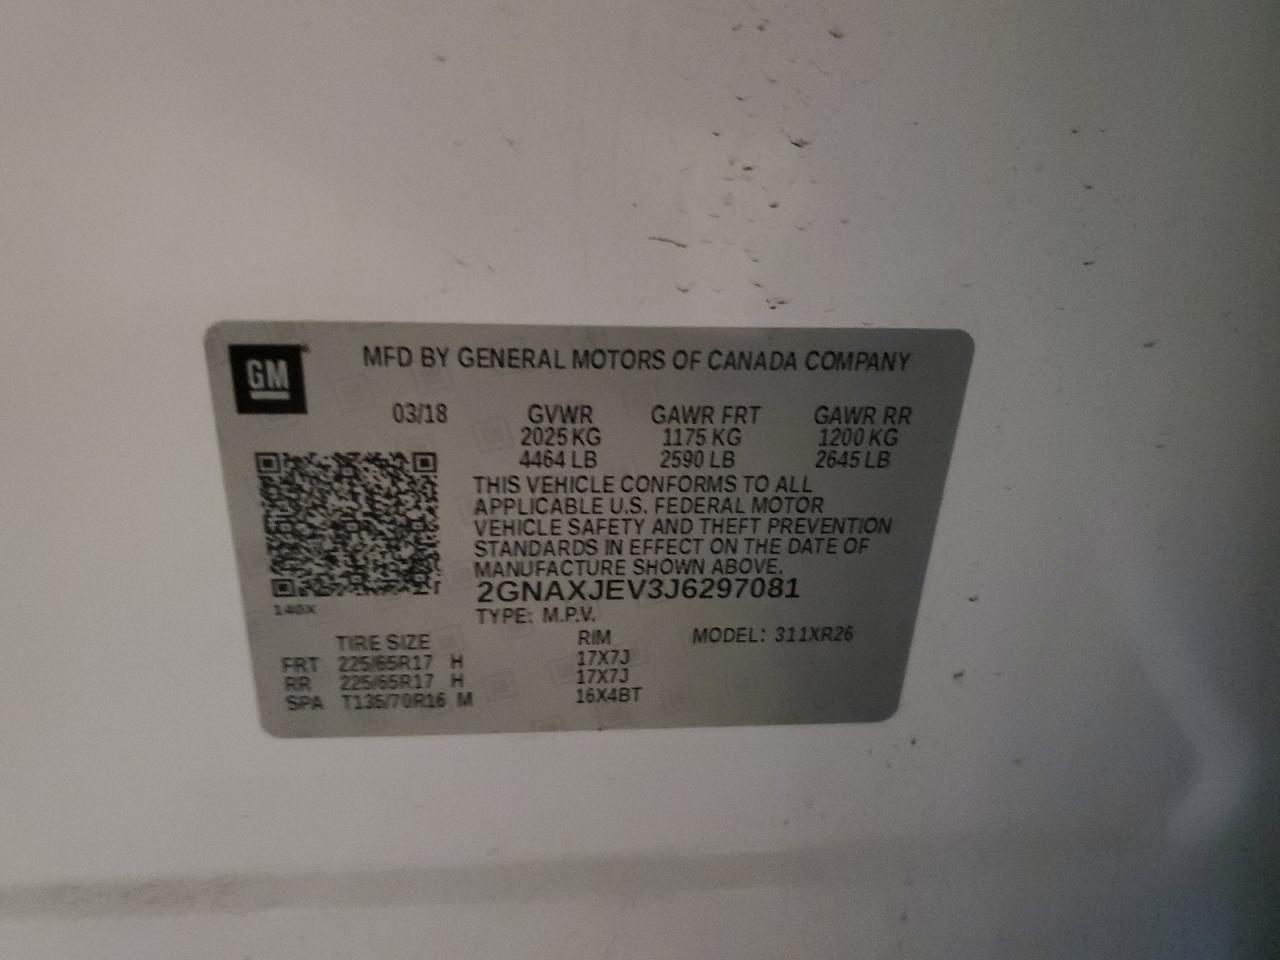 GM
MFD BY GENERAL MOTORS OF CANADA COMPANY
03/18 GVWR GAWR FRT GAWR RR
2025 KG 1175 KG 1200 KG
4464 LB 2590 LB 2645 LB
THIS VEHICLE CONFORMS TO ALL
APPLICABLE U.S. FEDERAL MOTOR
VEHICLE SAFETY AND THEFT PREVENTION
STANDARDS IN EFFECT ON THE DATE OF
MANUFACTURE SHOWN ABOVE.
2GNAXJEV3J6297081
140X
TYPE: M.P.V.
TIRE SIZE RIM MODEL: 311XR26
FRT 225/65R17 H 17X7J
RR 225/65R17 H 17X7J
SPA T135/70R16 M 16X4BT